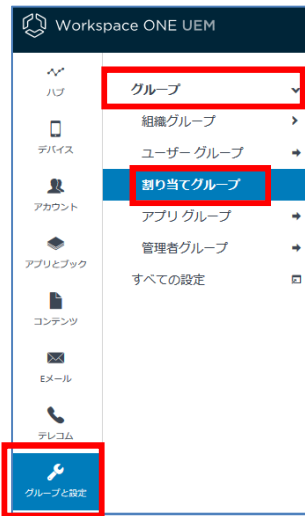 Workspace ONE UEM
ハブ
デバイス
アカウント
アプリとブック
コンテンツ
Eメール
テレコム
グループと設定
グループ
組織グループ
ユーザー グループ
割り当てグループ
アプリ グループ
管理者グループ
すべての設定